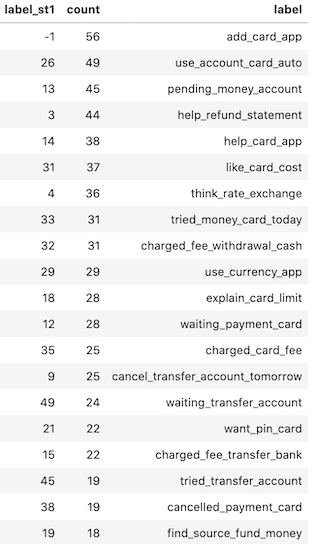 label_st1 count label
-1 56 add_card_app
26 49 use_account_card_auto
13 45 pending_money_account
3 44 help_refund_statement
14 38 help_card_app
31 37 like_card_cost
4 36 think_rate_exchange
33 31 tried_money_card_today
32 31 charged_fee_withdrawal_cash
29 29 use_currency_app
18 28 explain_card_limit
12 28 waiting_payment_card
35 25 charged_card_fee
9 25 cancel_transfer_account_tomorrow
49 24 waiting_transfer_account
21 22 want_pin_card
15 22 charged_fee_transfer_bank
45 19 tried_transfer_account
38 19 cancelled_payment_card
19 18 find_source_fund_money